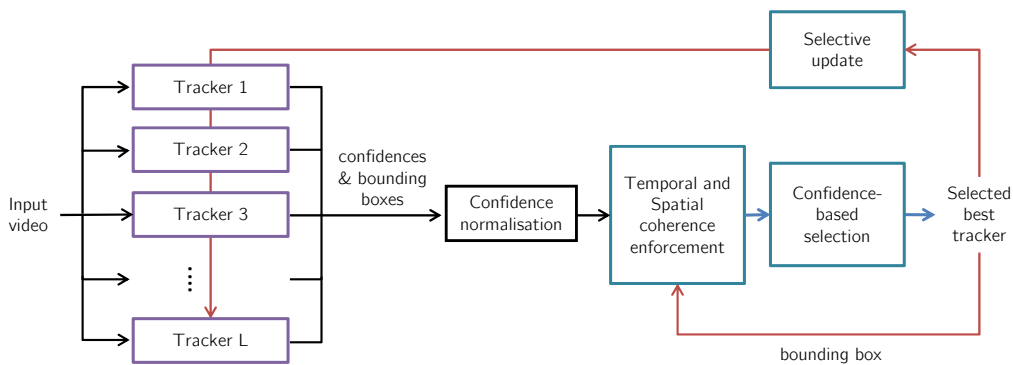 Selective
update
Tracker 1
Tracker 2
Tracker 3
Tracker L
Input
video
confidences
& bounding
boxes
Confidence
normalisation
Temporal and
Spatial
coherence
enforcement
Confidence-
based
selection
Selected
best
tracker
bounding box